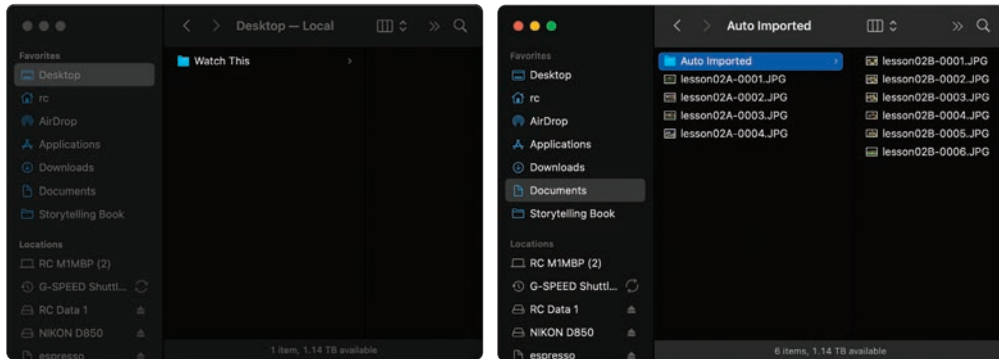 Desktop — Local
Favorites
Desktop
rc
AirDrop
Applications
Downloads
Documents
Storytelling Book
Locations
RC M1MBP (2)
G-SPEED Shuttl...
RC Data 1
NIKON D850
espresso
Watch This
1 item, 1.14 TB available
Auto Imported
Favorites
Desktop
rc
AirDrop
Applications
Downloads
Documents
Storytelling Book
Locations
RC M1MBP (2)
G-SPEED Shuttl...
RC Data 1
NIKON D850
espresso
Auto Imported
lesson02A-0001.JPG
lesson02A-0002.JPG
lesson02A-0003.JPG
lesson02A-0004.JPG
lesson02B-0001.JPG
lesson02B-0002.JPG
lesson02B-0003.JPG
lesson02B-0004.JPG
lesson02B-0005.JPG
lesson02B-0006.JPG
6 items, 1.14 TB available